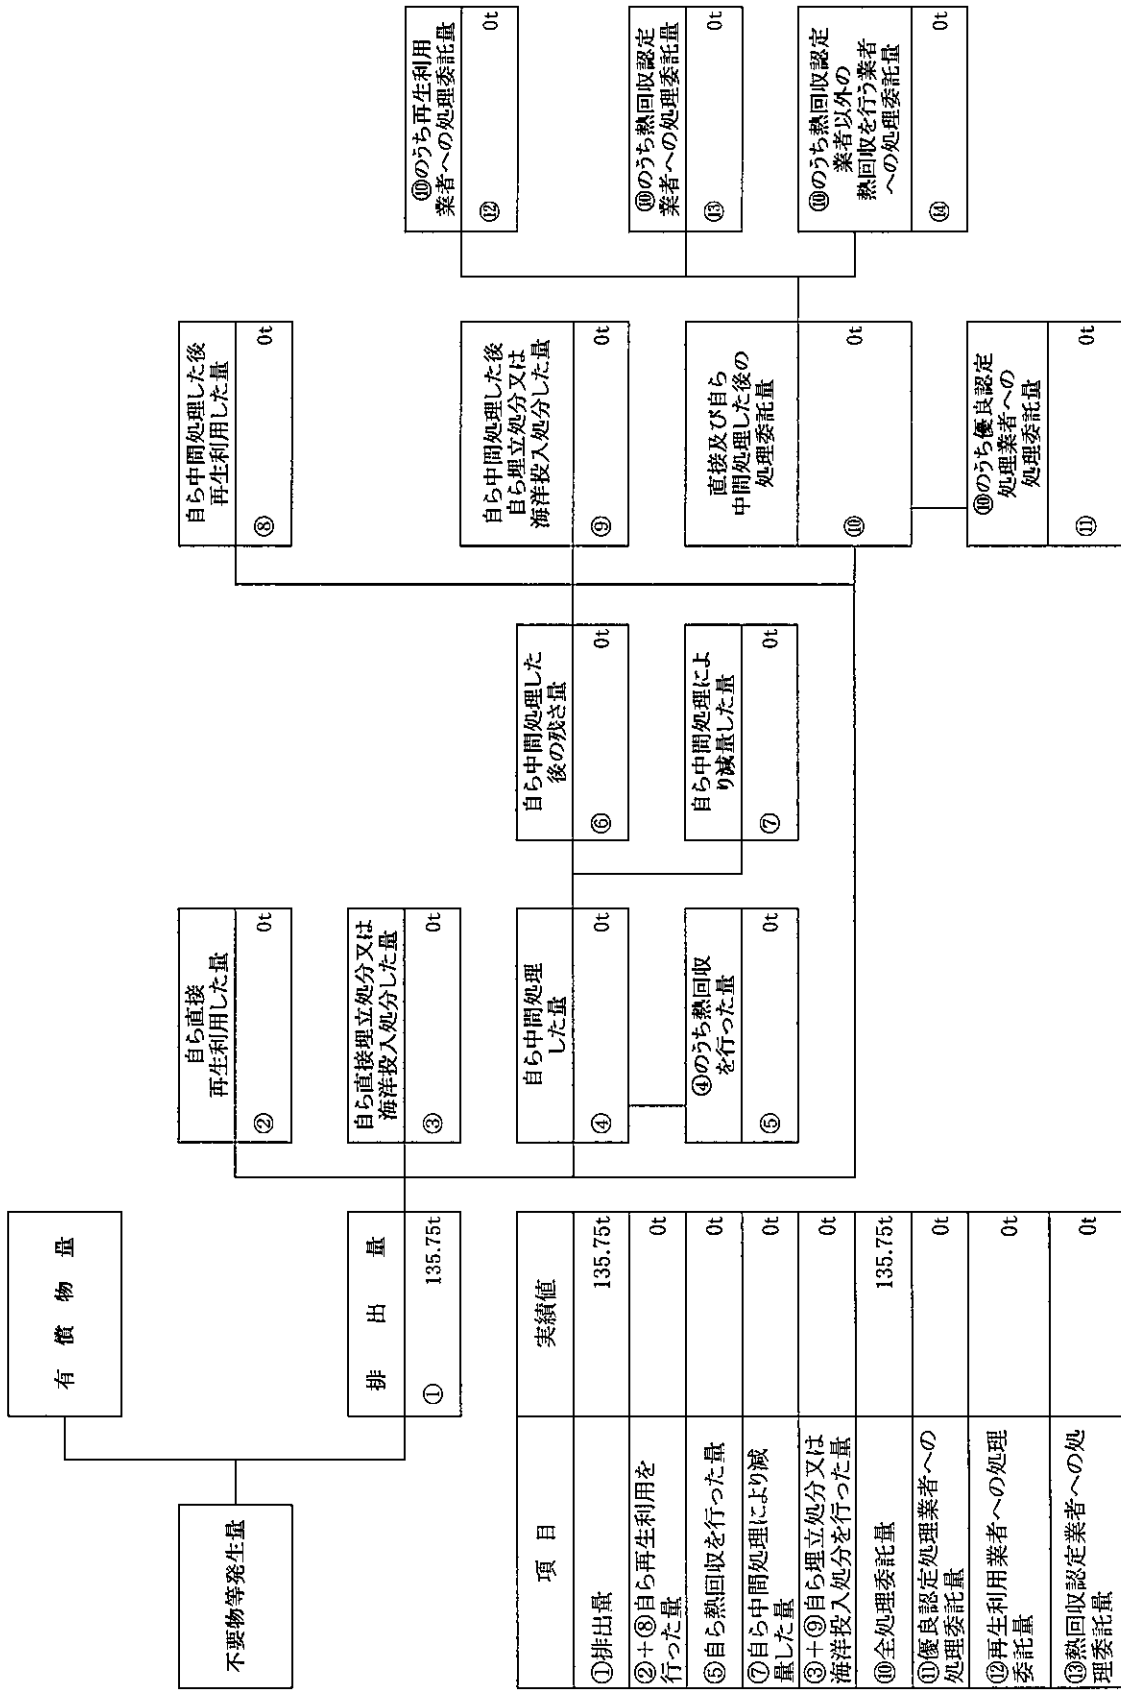 不要物等発生量
有償物量
排出量
① 135.75t
自ら直接
再生利用した量
② 0t
自ら直接埋立処分又は
海洋投入処分した量
③ 0t
自ら中間処理
した量
④ 0t
④のうち熱回収
を行った量
⑤ 0t
自ら中間処理した
後の残さ量
⑥ 0t
自ら中間処理によ
り減量した量
⑦ 0t
自ら中間処理した後
再生利用した量
⑧ 0t
自ら中間処理した後
自ら埋立処分又は
海洋投入処分した量
⑨ 0t
直接及び自ら
中間処理した後の
処理委託量
⑩ 0t
⑩のうち優良認定
処理業者への
処理委託量
⑪ 0t
⑩のうち再生利用
業者への処理委託量
⑫ 0t
⑩のうち熱回収認定
業者への処理委託量
⑬ 0t
⑩のうち熱回収認定
業者以外の
熱回収を行う業者
への処理委託量
⑭ 0t
項目 実績値
①排出量 135.75t
②+⑧自ら再生利用を
行った量 0t
⑤自ら熱回収を行った量 0t
⑦自ら中間処理により減
量した量 0t
③+⑨自ら埋立処分又は
海洋投入処分を行った量 0t
⑩全処理委託量 135.75t
⑪優良認定処理業者への
処理委託量 0t
⑫再生利用業者への処理
委託量 0t
⑬熱回収認定業者への処
理委託量 0t